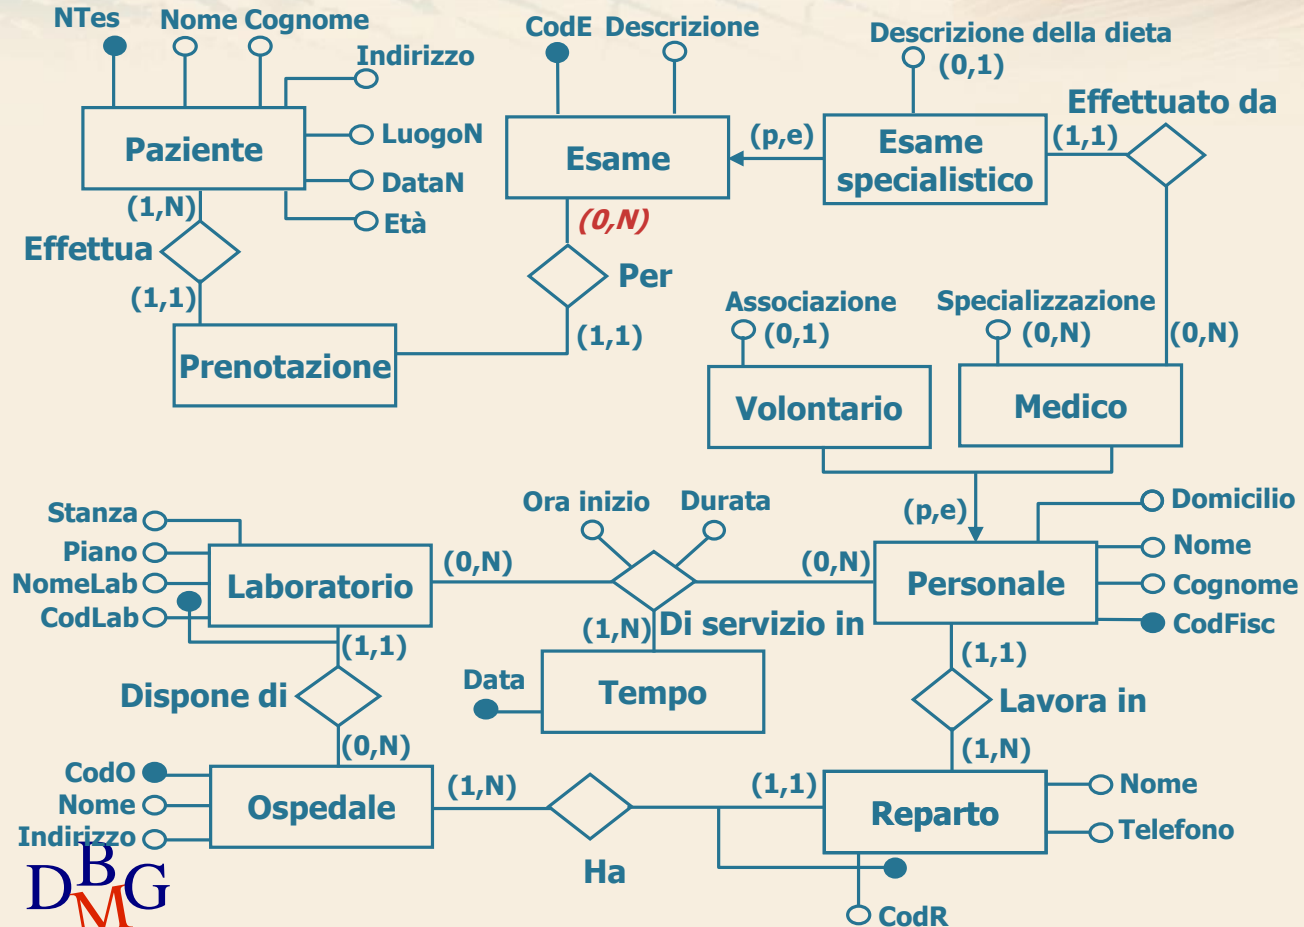 NTes
Nome Cognome
Indirizzo
Paziente
LuogoN
DataN
Età
(1,N)
Effettua
(1,1)
Prenotazione
CodE Descrizione
Esame
(0,N)
Per
(1,1)
(p,e)
Descrizione della dieta
(0,1)
Esame
specialistico
Effettuato da
(1,1)
(0,N)
Associazione
(0,1)
Volontario
Specializzazione
(0,N)
Medico
(p,e)
Stanza
Piano
NomeLab
CodLab
Laboratorio
(0,N)
Ora inizio
Durata
(0,N)
Di servizio in
(1,N)
Data
Tempo
Personale
Domicilio
Nome
Cognome
CodFisc
(1,1)
Lavora in
(1,N)
(1,1)
Dispone di
(0,N)
CodO
Nome
Indirizzo
Ospedale
(1,N)
Ha
(1,1)
Reparto
Nome
Telefono
CodR
DBMG